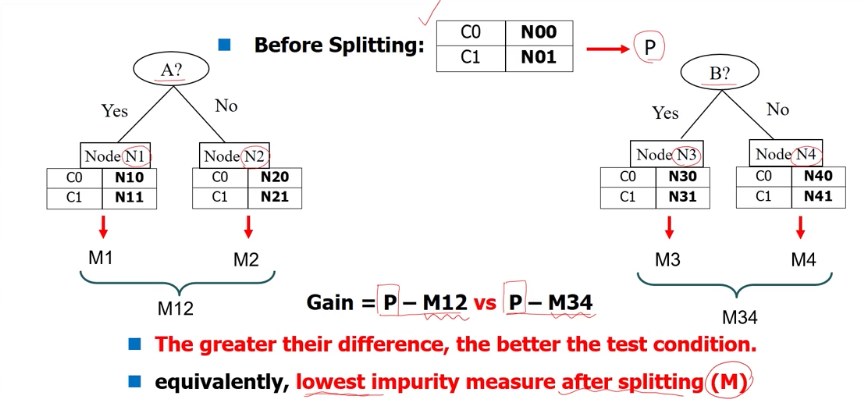 Before Splitting:
C0 N00
C1 N01
P
A?
Yes No
Node N1 Node N2
C0 N10 C0 N20
C1 N11 C1 N21
M1 M2
M12
B?
Yes No
Node N3 Node N4
C0 N30 C0 N40
C1 N31 C1 N41
M3 M4
M34
Gain = P – M12 vs P – M34
The greater their difference, the better the test condition.
equivalently, lowest impurity measure after splitting (M)